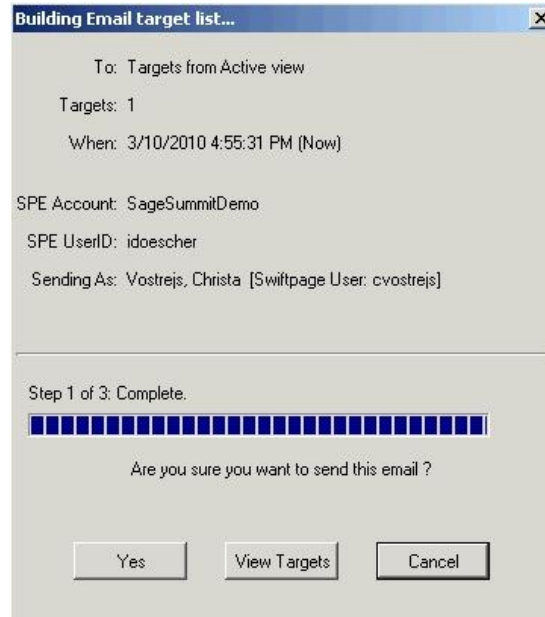 Building Email target list...
To: Targets from Active view
Targets: 1
When: 3/10/2010 4:55:31 PM (Now)
SPE Account: SageSummitDemo
SPE UserID: idoescher
Sending As: Vostrejs, Christa [Swiftpage User: cvostrejs]
Step 1 of 3: Complete.
Are you sure you want to send this email ?
Yes View Targets Cancel